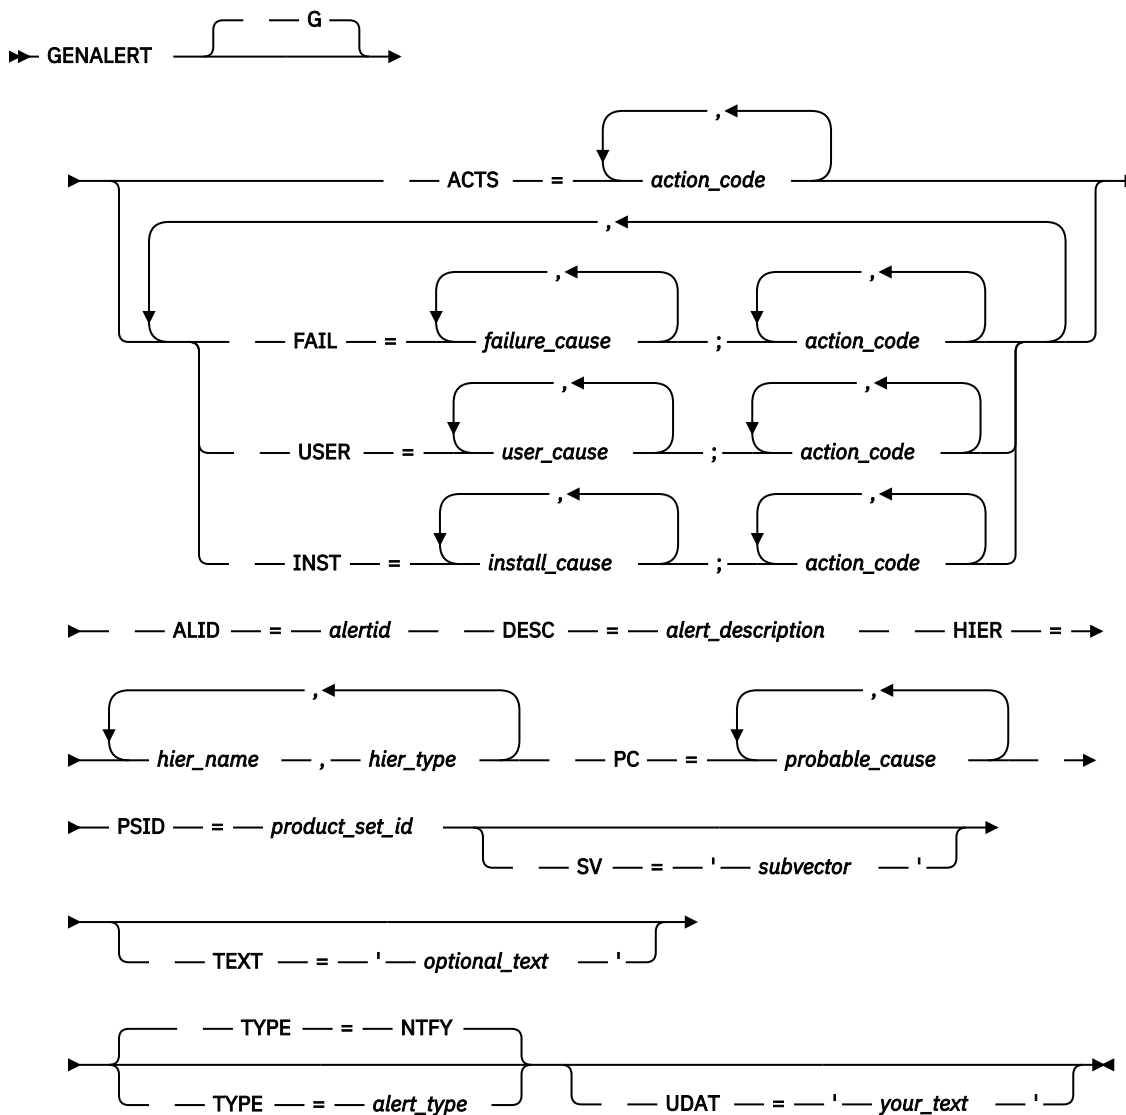 G
GENALERT
,
ACTS = action_code
,
, ,
FAIL = failure_cause ; action_code
, ,
USER = user_cause ; action_code
, ,
INST = install_cause ; action_code
ALID = alertid DESC = alert_description HIER =
, ,
hier_name , hier_type PC = probable_cause
PSID = product_set_id
SV = ' subvector '
TEXT = ' optional_text '
TYPE = NTFY
TYPE = alert_type UDAT = ' your_text '